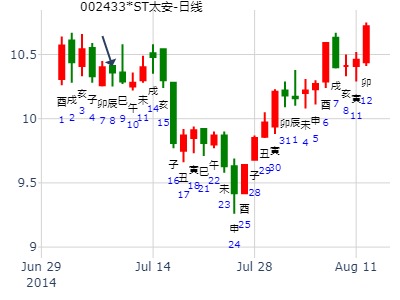 002433*ST太安-日线
10.5
10
9.5
9
酉 戌 亥 子 卯 辰 巳 午 未 戌 亥 子 丑 寅 巳 午 未 申 酉 子 丑 寅 卯 辰 未 申 酉 戌 亥 寅 卯
1 2 3 4 7 8 9 10 11 14 15 16 17 18 21 22 23 24 25 28 29 30 31 1 4 5 6 7 8 11 12
Jun 29 Jul 14 Jul 28 Aug 11
2014